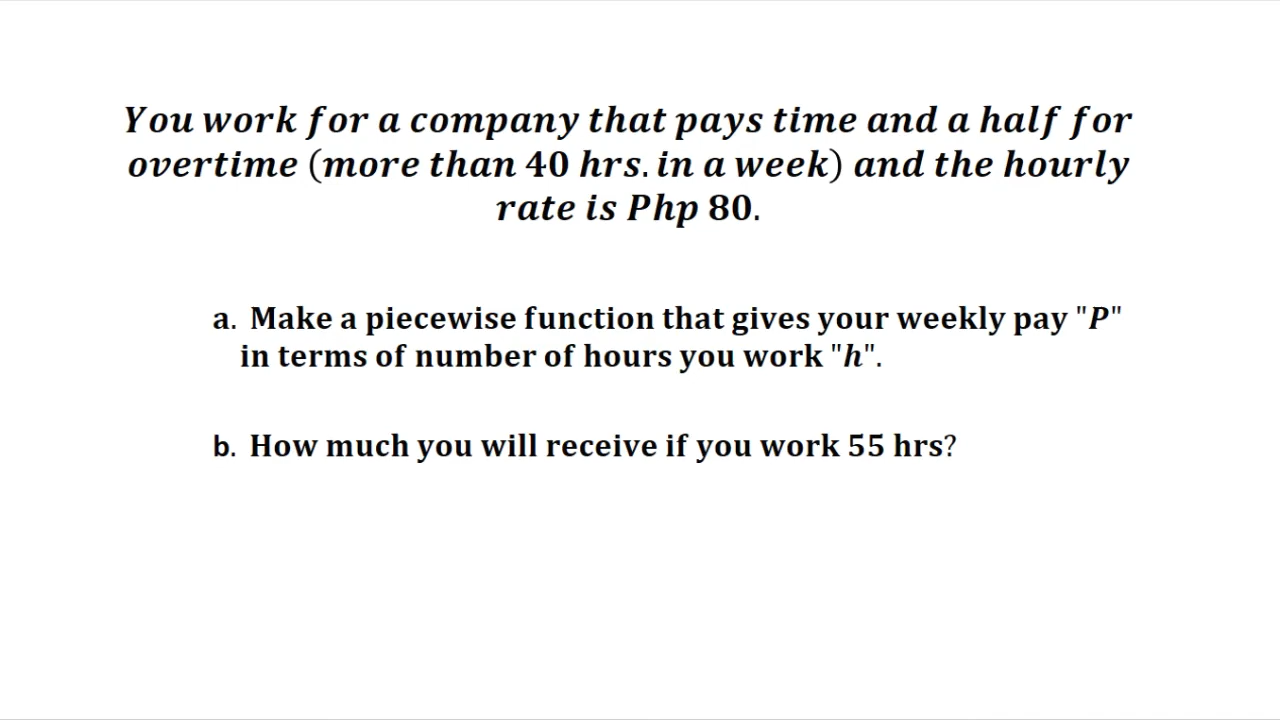 You work for a company that pays time and a half for
overtime (more than 40 hrs. in a week) and the hourly
rate is Php 80.
a. Make a piecewise function that gives your weekly pay "P"
in terms of number of hours you work "h".
b. How much you will receive if you work 55 hrs?